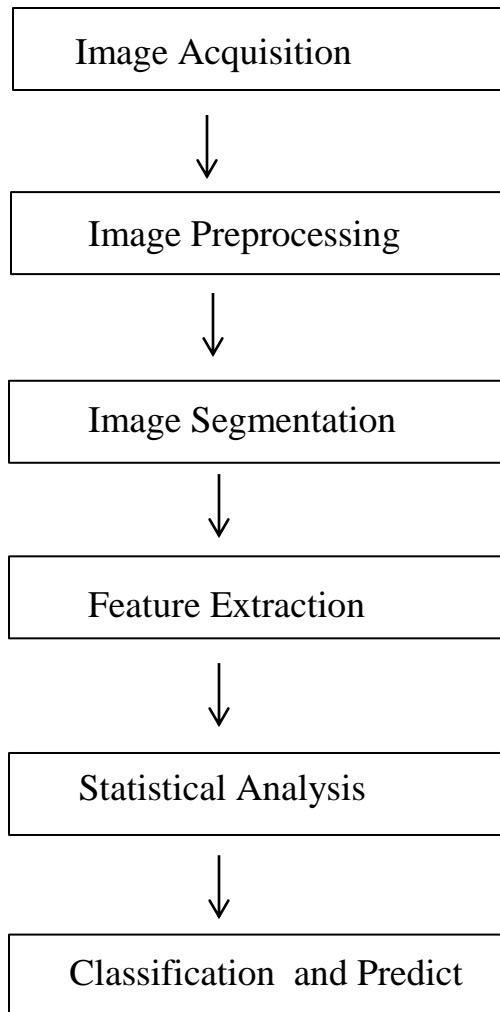 Image Acquisition
Image Preprocessing
Image Segmentation
Feature Extraction
Statistical Analysis
Classification and Predict